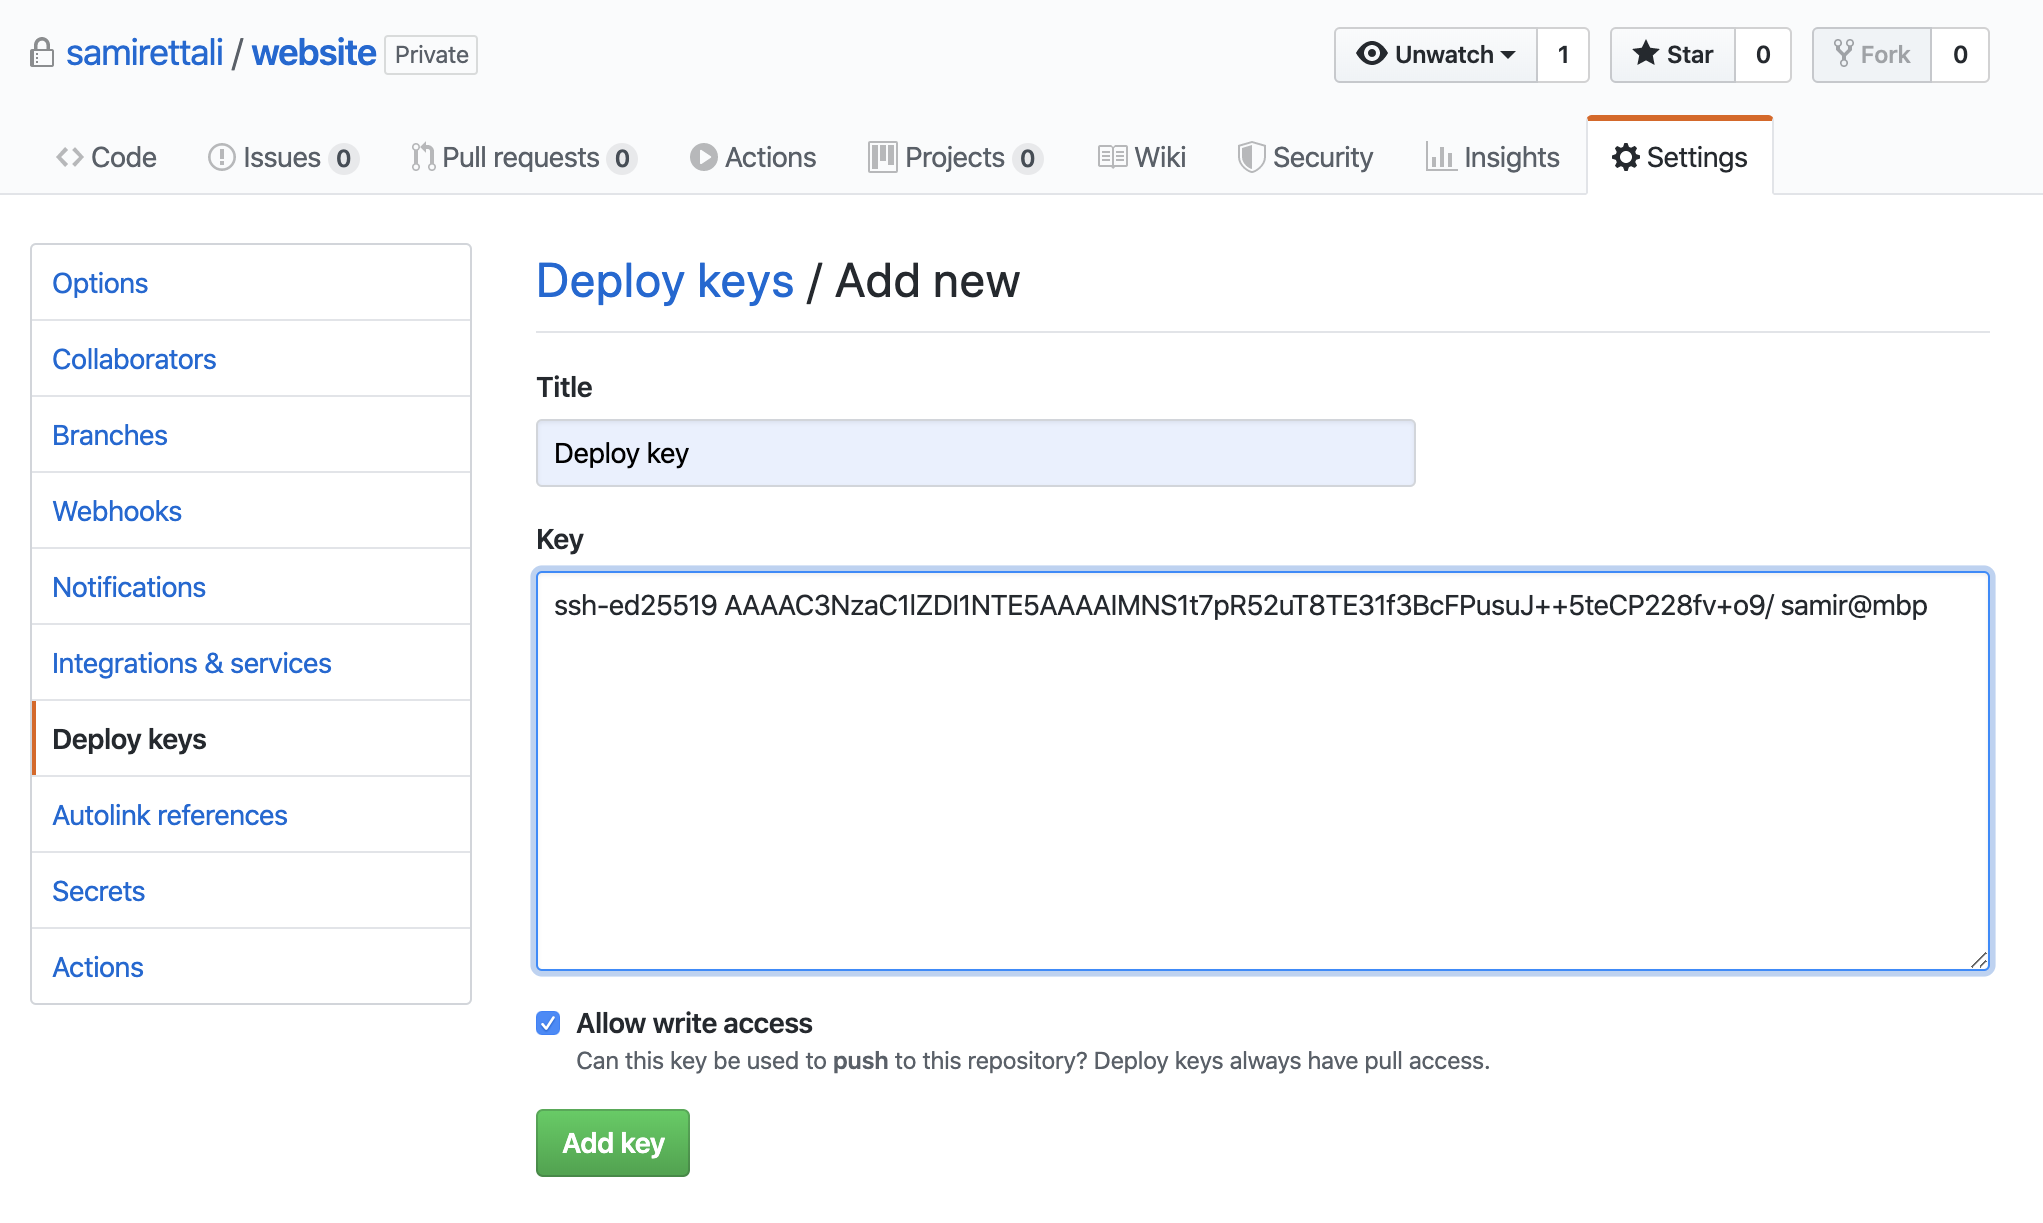 samirettali / website Private
Unwatch 1 Star 0 Fork 0
Code Issues 0 Pull requests 0 Actions Projects 0 Wiki Security Insights Settings
Options
Collaborators
Branches
Webhooks
Notifications
Integrations & services
Deploy keys
Autolink references
Secrets
Actions
Deploy keys / Add new
Title
Deploy key
Key
ssh-ed25519 AAAAC3NzaC1lZDI1NTE5AAAAIMNS1t7pR52uT8TE31f3BcFPusuJ++5teCP228fv+o9/ samir@mbp
Allow write access
Can this key be used to push to this repository? Deploy keys always have pull access.
Add key